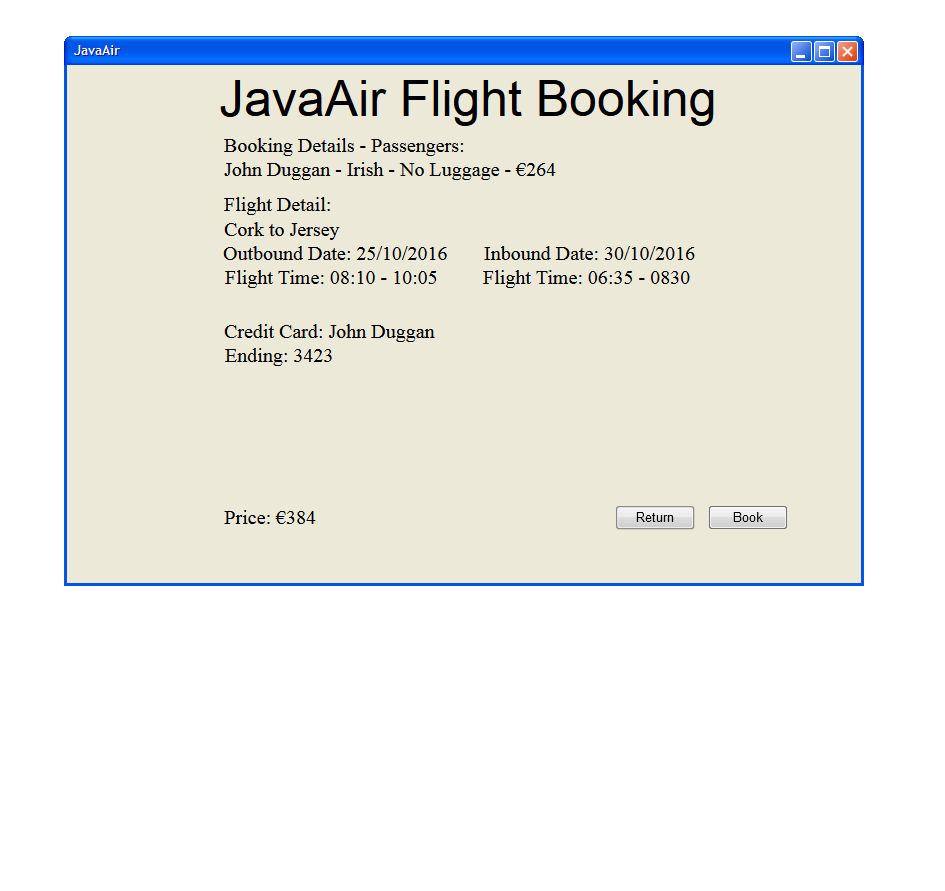 JavaAir
JavaAir Flight Booking
Booking Details - Passengers:
John Duggan - Irish - No Luggage - €264
Flight Detail:
Cork to Jersey
Outbound Date: 25/10/2016 Inbound Date: 30/10/2016
Flight Time: 08:10 - 10:05 Flight Time: 06:35 - 0830
Credit Card: John Duggan
Ending: 3423
Price: €384 Return Book